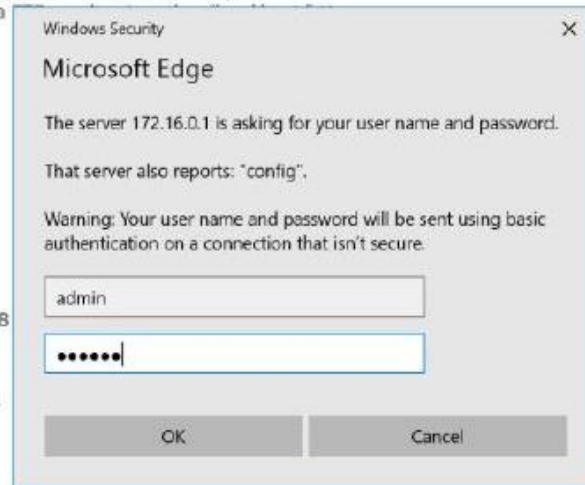 Windows Security
Microsoft Edge
The server 172.16.0.1 is asking for your user name and password.
That server also reports: "config".
Warning: Your user name and password will be sent using basic
authentication on a connection that isn't secure.
admin
••••••
OK
Cancel